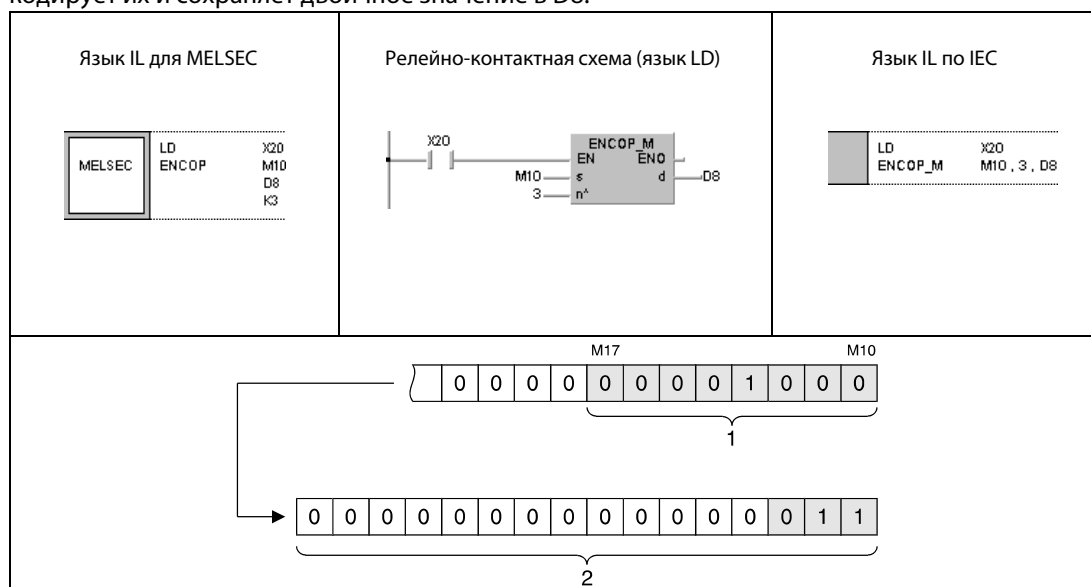 кодирует их и сохраняет двоичное значение в D8.
Язык IL для MELSEC
MELSEC
LD X20
ENCOP M10
D8
K3
Релейно-контактная схема (язык LD)
X20
ENCOP_M
EN ENO
M10 s d D8
3 n^
Язык IL по IEC
LD X20
ENCOP_M M10, 3, D8
M17 M10
0 0 0 0 0 0 0 0 1 0 0 0
1
0 0 0 0 0 0 0 0 0 0 0 0 0 0 1 1
2